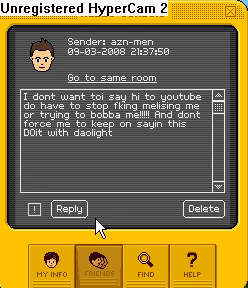 Unregistered HyperCam 2
Sender: azn-men
09-03-2008 21:37:50
Go to same room
I dont want toi say hi to youtube
do have to stop fking melising me
or trying to bobba me!!!!! And dont
force me to keep on sayin this
DOit with daolight
!
Reply
Delete
MY INFO
FRIENDS
FIND
?
HELP